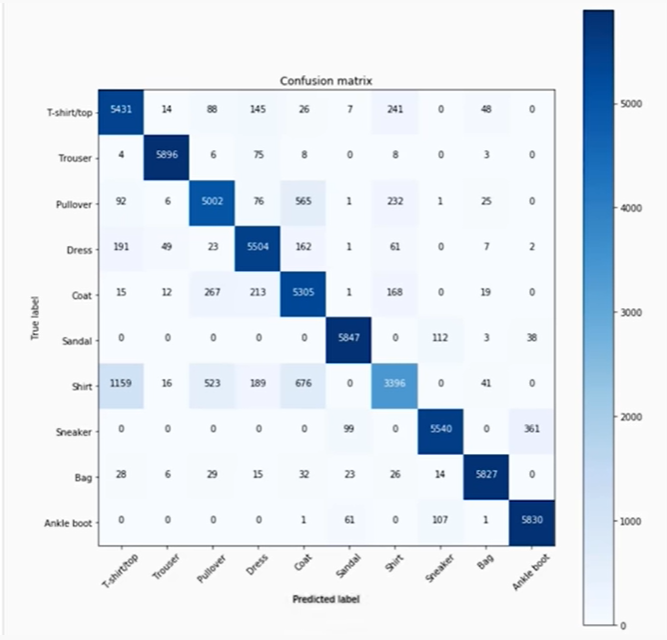 Confusion matrix
T-shirt/top 5431 14 88 145 26 7 241 0 48 0
Trouser 4 5896 6 75 8 0 8 0 3 0
Pullover 92 6 5002 76 565 1 232 1 25 0
Dress 191 49 23 5504 162 1 61 0 7 2
Coat 15 12 267 213 5305 1 168 0 19 0
Sandal 0 0 0 0 0 5847 0 112 3 38
Shirt 1159 16 523 189 676 0 3396 0 41 0
Sneaker 0 0 0 0 0 99 0 5540 0 361
Bag 28 6 29 15 32 23 26 14 5827 0
Ankle boot 0 0 0 0 1 61 0 107 1 5830
True label
T-shirt/top Trouser Pullover Dress Coat Sandal Shirt Sneaker Bag Ankle boot
Predicted label
5000
4000
3000
2000
1000
0